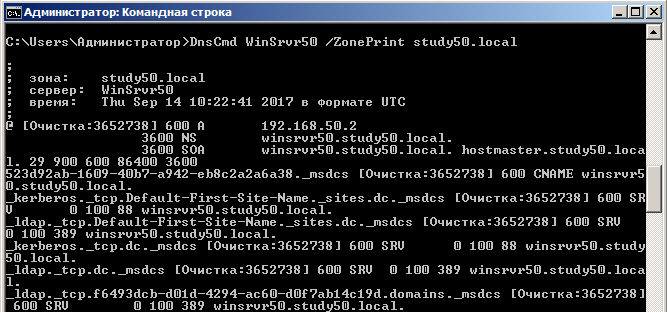 Администратор: Командная строка
C:\Users\Администратор>DnsCmd WinSrvr50 /ZonePrint study50.local
;
;  зона:    study50.local
;  сервер:  WinSrvr50
;  время:   Thu Sep 14 10:22:41 2017 в формате UTC
;
@ [Очистка:3652738] 600 A       192.168.50.2
3600 NS      winsrvr50.study50.local.
3600 SOA     winsrvr50.study50.local. hostmaster.study50.loca
l. 29 900 600 86400 3600
523d92ab-1609-40b7-a942-eb8c2a2a6a38._msdcs [Очистка:3652738] 600 CNAME winsrvr5
0.study50.local.
_kerberos._tcp.Default-First-Site-Name._sites.dc._msdcs [Очистка:3652738] 600 SR
V       0 100 88 winsrvr50.study50.local.
_ldap._tcp.Default-First-Site-Name._sites.dc._msdcs [Очистка:3652738] 600 SRV
0 100 389 winsrvr50.study50.local.
_kerberos._tcp.dc._msdcs [Очистка:3652738] 600 SRV      0 100 88 winsrvr50.study
50.local.
_ldap._tcp.dc._msdcs [Очистка:3652738] 600 SRV  0 100 389 winsrvr50.study50.loca
l.
_ldap._tcp.f6493dcb-d01d-4294-ac60-d0f7ab14c19d.domains._msdcs [Очистка:3652738]
600 SRV        0 100 389 winsrvr50.study50.local.